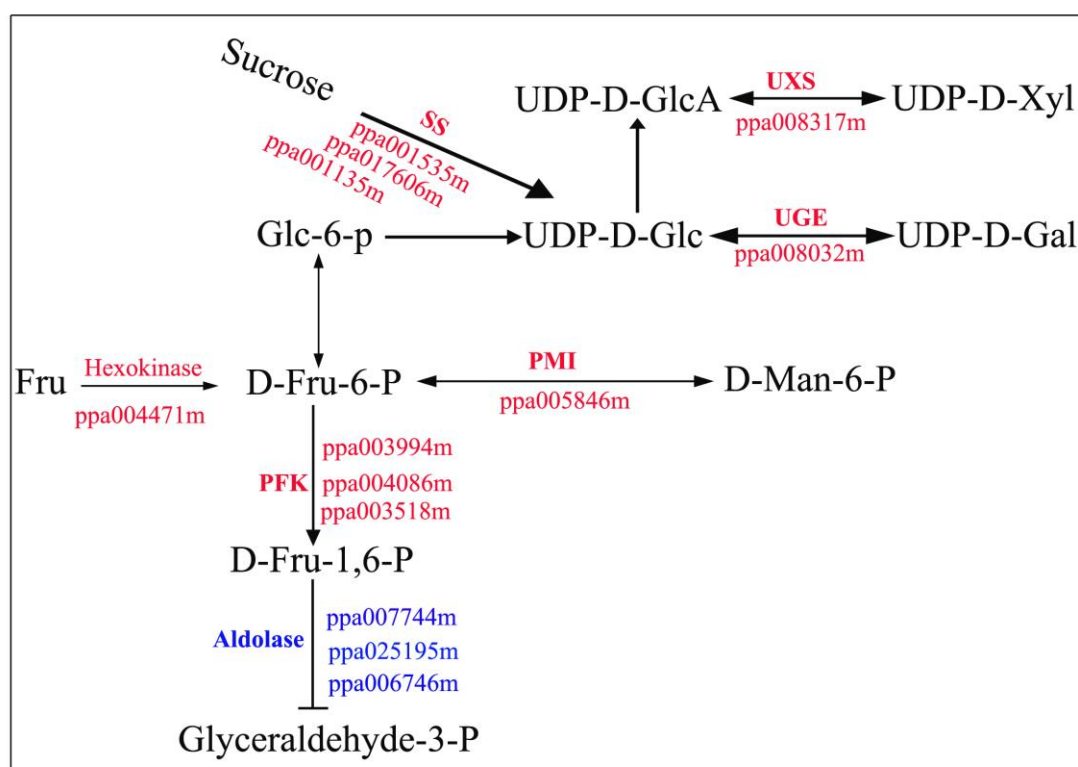 Sucrose
SS
ppa001535m
ppa017606m
ppa001135m
UDP-D-GlcA
UXS
ppa008317m
UDP-D-Xyl
Glc-6-p
UDP-D-Glc
UGE
ppa008032m
UDP-D-Gal
Fru
Hexokinase
ppa004471m
D-Fru-6-P
PMI
ppa005846m
D-Man-6-P
PFK
ppa003994m
ppa004086m
ppa003518m
D-Fru-1,6-P
Aldolase
ppa007744m
ppa025195m
ppa006746m
Glyceraldehyde-3-P